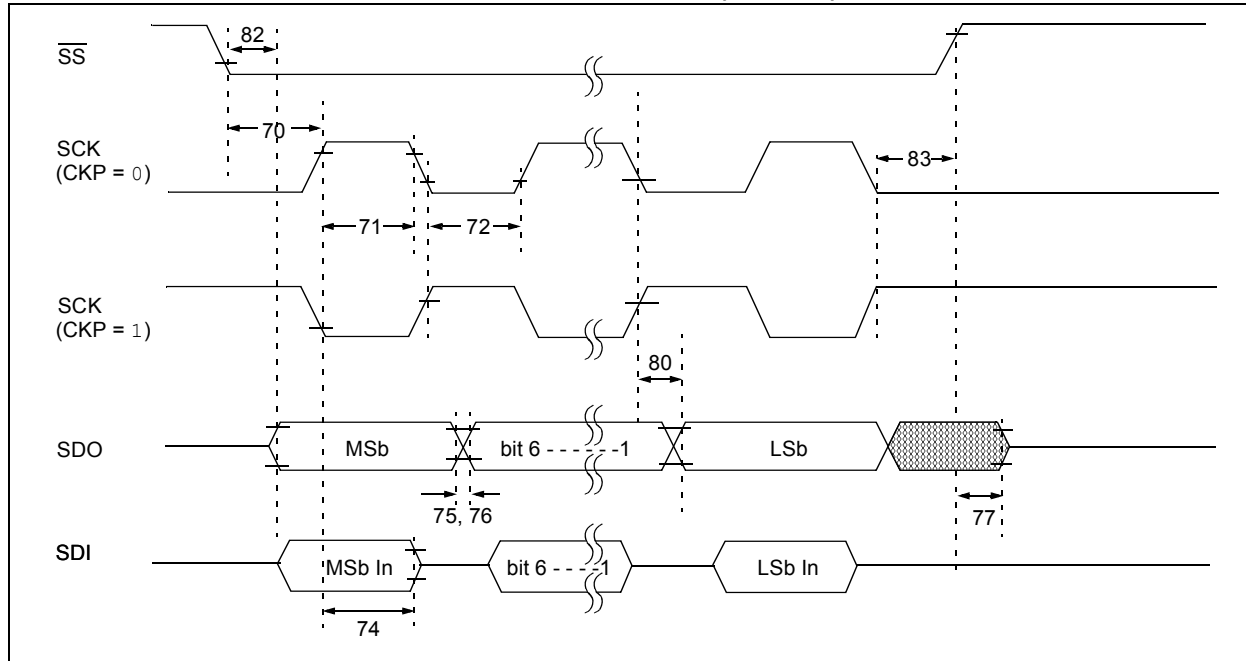 SS
82
70
SCK
(CKP = 0)
83
71
72
SCK
(CKP = 1)
80
SDO
MSb
bit 6 - - - - - -1
LSb
75, 76
77
SDI
MSb In
bit 6 - - - -1
LSb In
74